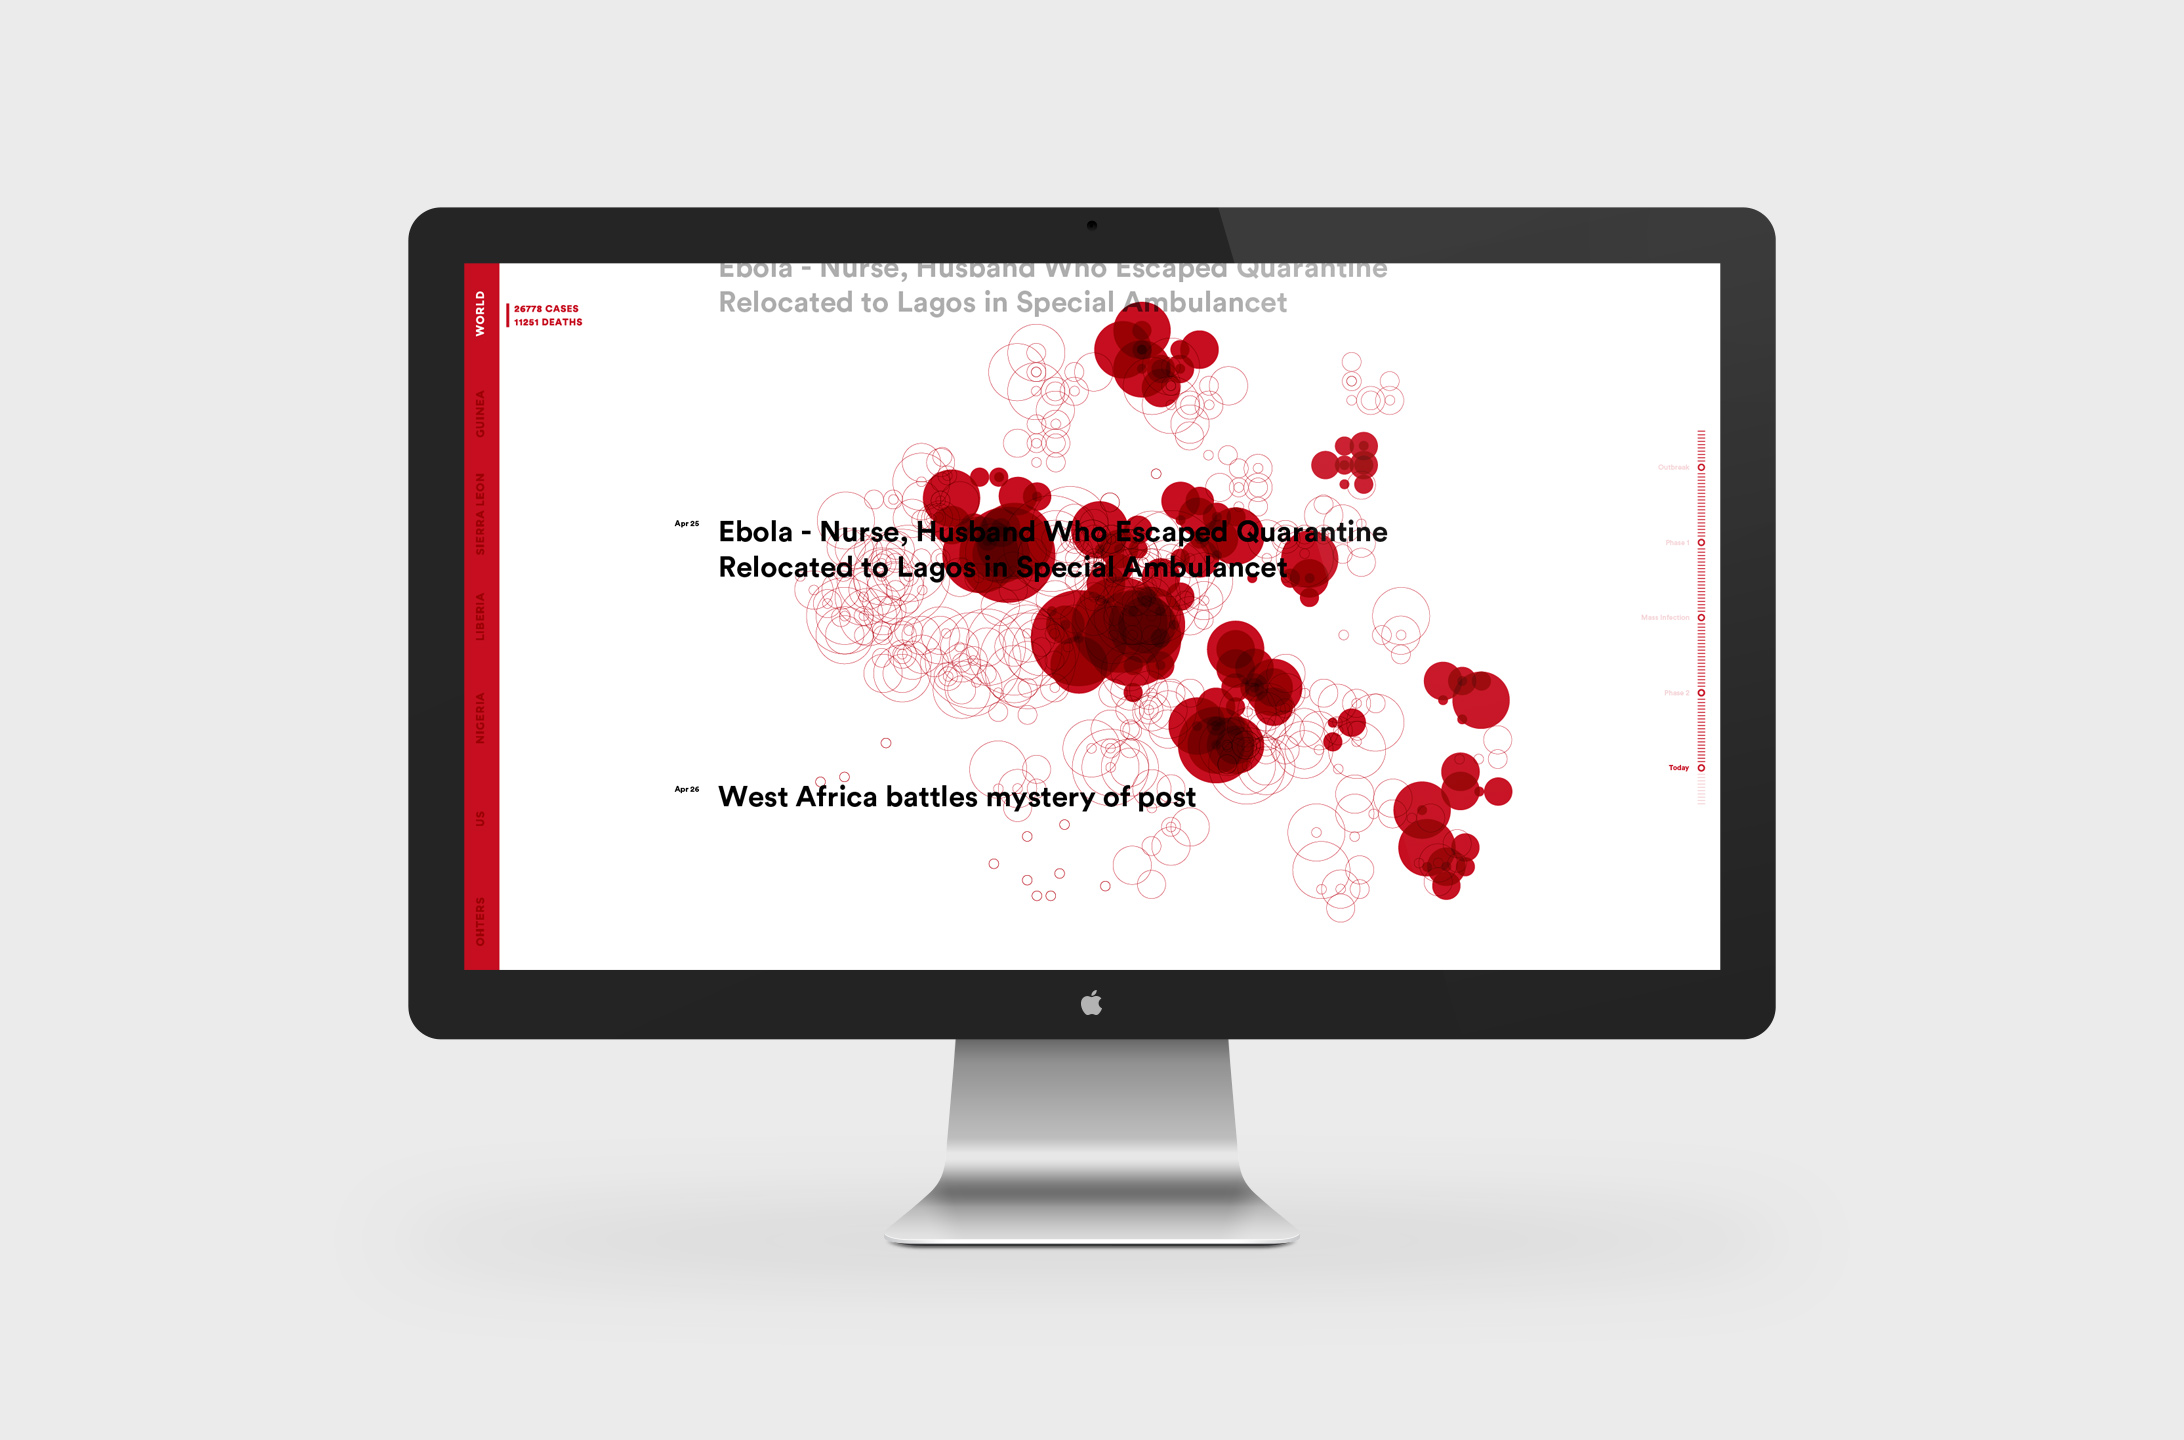 Ebola - Nurse, Husband Who Escaped Quarantine
Relocated to Lagos in Special Ambulancet
WORLD
26778 CASES
11251 DEATHS
GUINEA
SIERRA LEON
LIBERIA
NIGERIA
US
OHTERS
Apr 25
Ebola - Nurse, Husband Who Escaped Quarantine
Relocated to Lagos in Special Ambulancet
Apr 26
West Africa battles mystery of post
Outbreak
Phase 1
Mass Infection
Phase 2
Today